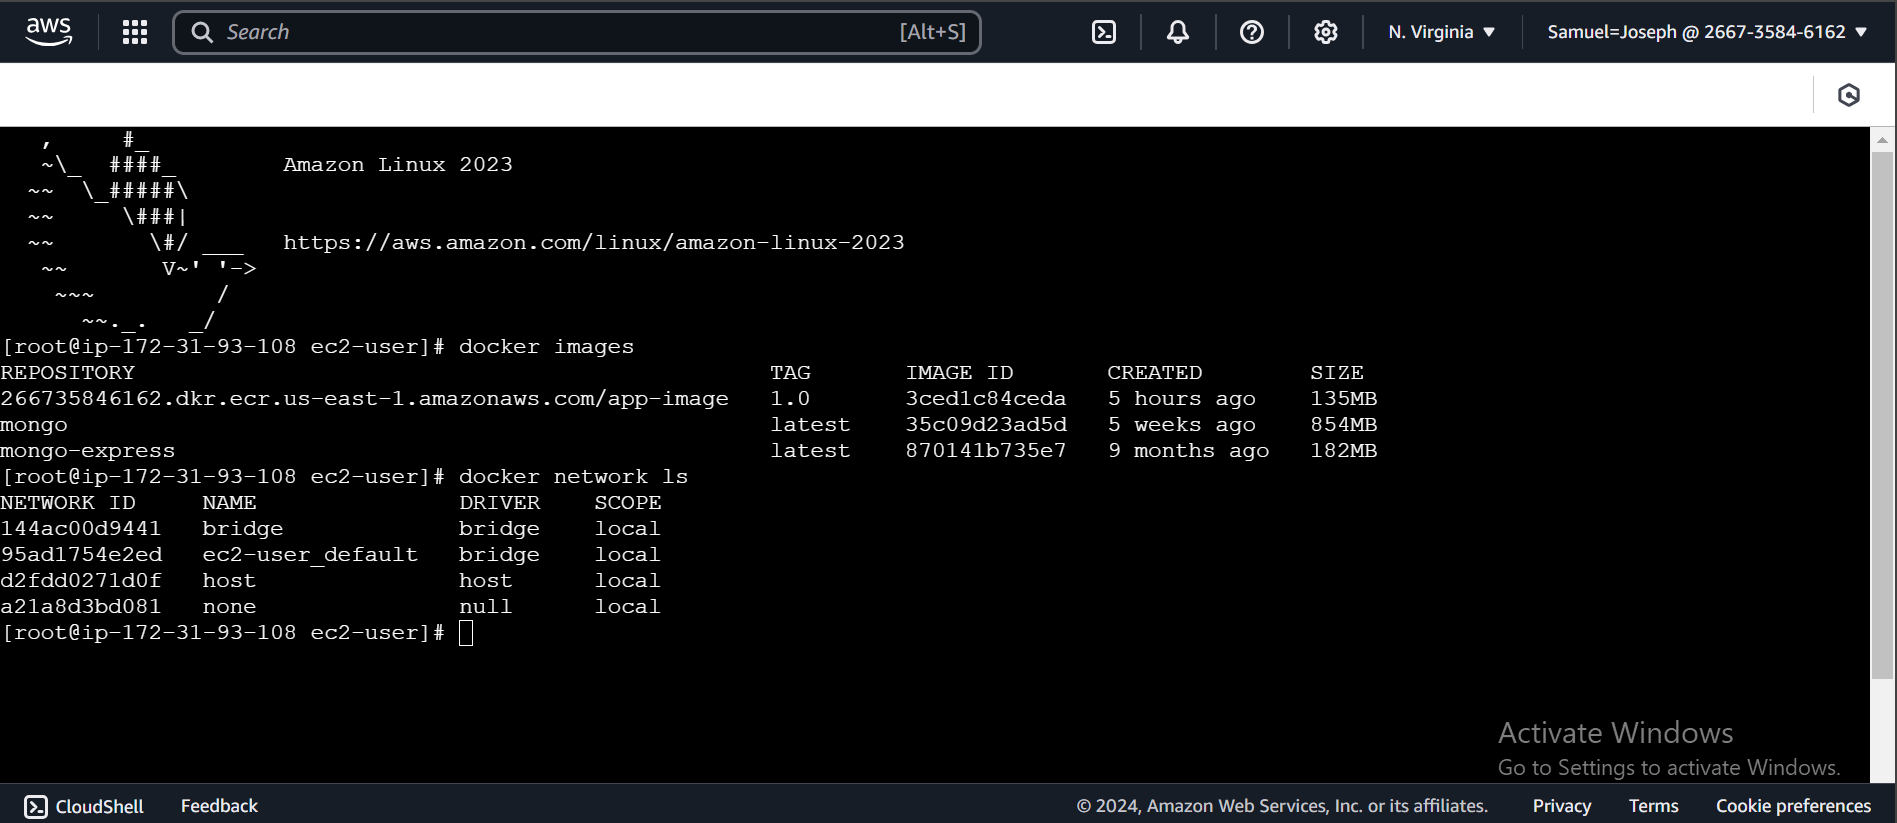 aws
Search [Alt+S] N. Virginia Samuel=Joseph @ 2667-3584-6162
   ,     #_
   ~\_  ####_        Amazon Linux 2023
  ~~  \_#####\
  ~~     \###|
  ~~       \#/ ___   https://aws.amazon.com/linux/amazon-linux-2023
   ~~       V~' '->
    ~~~         /
      ~~._.   _/
[root@ip-172-31-93-108 ec2-user]# docker images
REPOSITORY                                               TAG       IMAGE ID       CREATED        SIZE
266735846162.dkr.ecr.us-east-1.amazonaws.com/app-image   1.0       3ced1c84ceda   5 hours ago    135MB
mongo                                                    latest    35c09d23ad5d   5 weeks ago    854MB
mongo-express                                            latest    870141b735e7   9 months ago   182MB
[root@ip-172-31-93-108 ec2-user]# docker network ls
NETWORK ID     NAME               DRIVER    SCOPE
144ac00d9441   bridge             bridge    local
95ad1754e2ed   ec2-user_default   bridge    local
d2fdd0271d0f   host               host      local
a21a8d3bd081   none               null      local
[root@ip-172-31-93-108 ec2-user]#
Activate Windows
Go to Settings to activate Windows.
CloudShell Feedback © 2024, Amazon Web Services, Inc. or its affiliates. Privacy Terms Cookie preferences